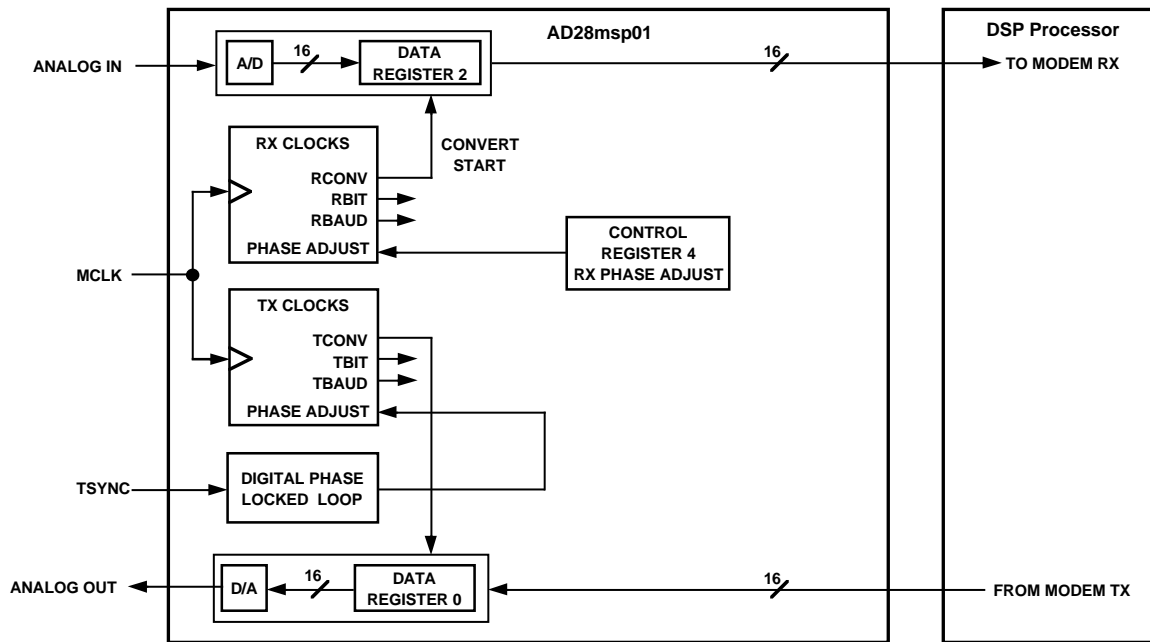 AD28msp01
DSP Processor
ANALOG IN
A/D
16
DATA
REGISTER 2
16
TO MODEM RX
RX CLOCKS
CONVERT
START
RCONV
RBIT
RBAUD
PHASE ADJUST
CONTROL
REGISTER 4
RX PHASE ADJUST
MCLK
TX CLOCKS
TCONV
TBIT
TBAUD
PHASE ADJUST
TSYNC
DIGITAL PHASE
LOCKED LOOP
ANALOG OUT
D/A
16
DATA
REGISTER 0
16
FROM MODEM TX